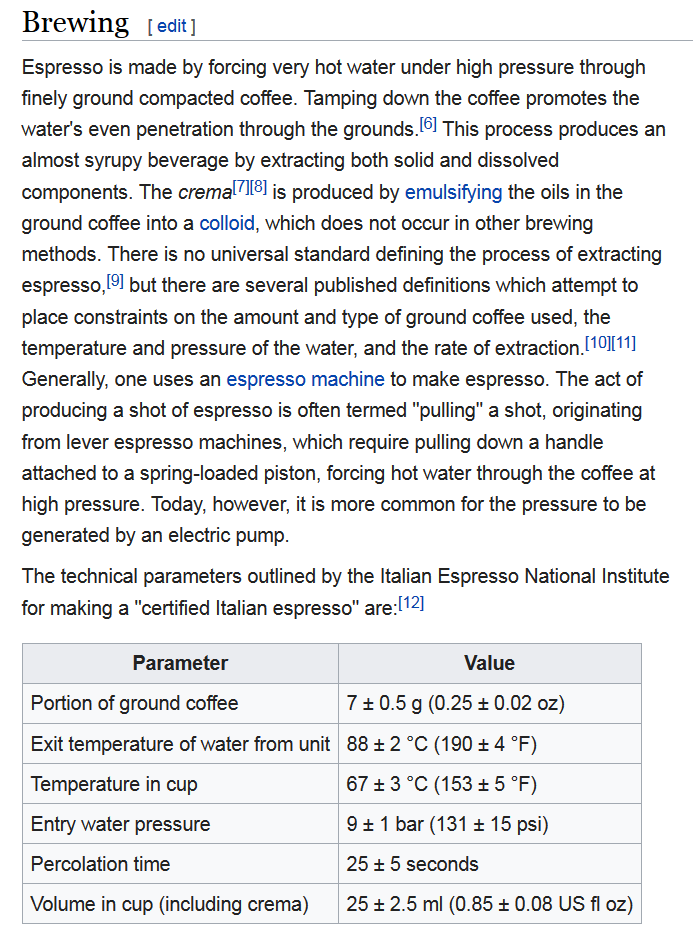 Brewing [ edit ]
Espresso is made by forcing very hot water under high pressure through
finely ground compacted coffee. Tamping down the coffee promotes the
water's even penetration through the grounds.[6] This process produces an
almost syrupy beverage by extracting both solid and dissolved
components. The crema[7][8] is produced by emulsifying the oils in the
ground coffee into a colloid, which does not occur in other brewing
methods. There is no universal standard defining the process of extracting
espresso,[9] but there are several published definitions which attempt to
place constraints on the amount and type of ground coffee used, the
temperature and pressure of the water, and the rate of extraction.[10][11]
Generally, one uses an espresso machine to make espresso. The act of
producing a shot of espresso is often termed "pulling" a shot, originating
from lever espresso machines, which require pulling down a handle
attached to a spring-loaded piston, forcing hot water through the coffee at
high pressure. Today, however, it is more common for the pressure to be
generated by an electric pump.
The technical parameters outlined by the Italian Espresso National Institute
for making a "certified Italian espresso" are:[12]
Parameter Value
Portion of ground coffee 7 ± 0.5 g (0.25 ± 0.02 oz)
Exit temperature of water from unit 88 ± 2 °C (190 ± 4 °F)
Temperature in cup 67 ± 3 °C (153 ± 5 °F)
Entry water pressure 9 ± 1 bar (131 ± 15 psi)
Percolation time 25 ± 5 seconds
Volume in cup (including crema) 25 ± 2.5 ml (0.85 ± 0.08 US fl oz)